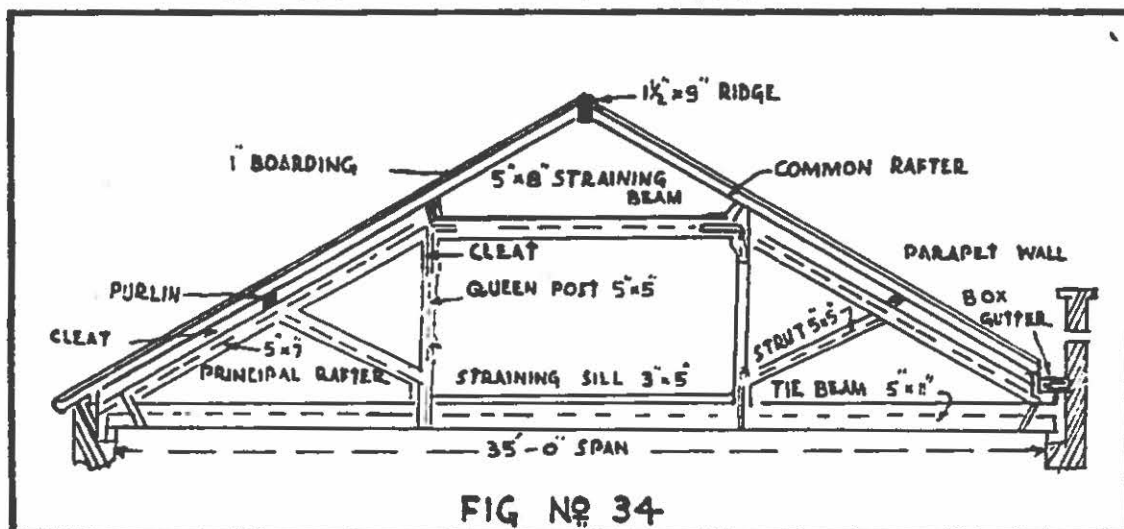 1½"×9" RIDGE
1" BOARDING
5"×8" STRAINING
BEAM
COMMON RAFTER
CLEAT
PARAPET WALL
PURLIN
QUEEN POST 5"×5"
BOX
GUTTER
CLEAT
5"×7"
PRINCIPAL RAFTER
STRUT 5"×5"
STRAINING SILL 3"×5"
TIE BEAM 5"×11"
35'-0" SPAN
FIG Nº 34